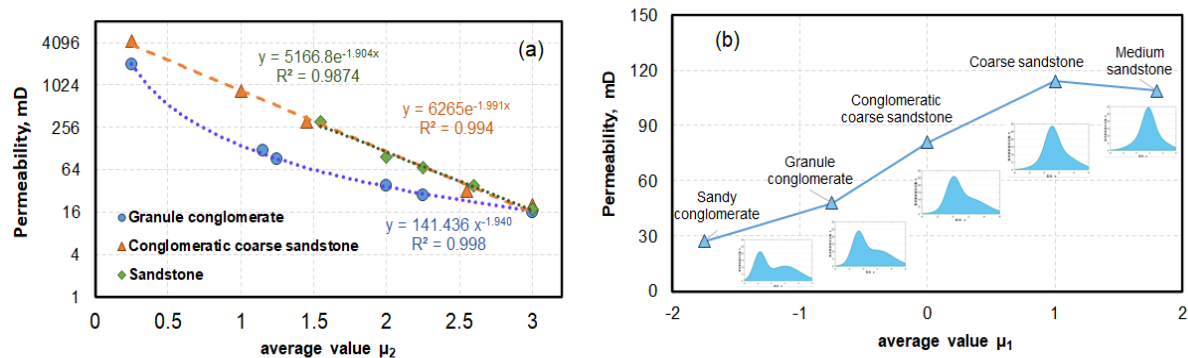 (a)
4096
1024
256
64
16
4
1
Permeability, mD
y = 5166.8e-1.904x
R² = 0.9874
y = 6265e-1.991x
R² = 0.994
y = 141.436 x-1.940
R² = 0.998
Granule conglomerate
Conglomeratic coarse sandstone
Sandstone
0 0.5 1 1.5 2 2.5 3
average value μ2
(b)
150
120
90
60
30
0
Permeability, mD
Sandy
conglomerate
Granule
conglomerate
Conglomeratic
coarse sandstone
Coarse sandstone
Medium
sandstone
-2 -1 0 1 2
average value μ1